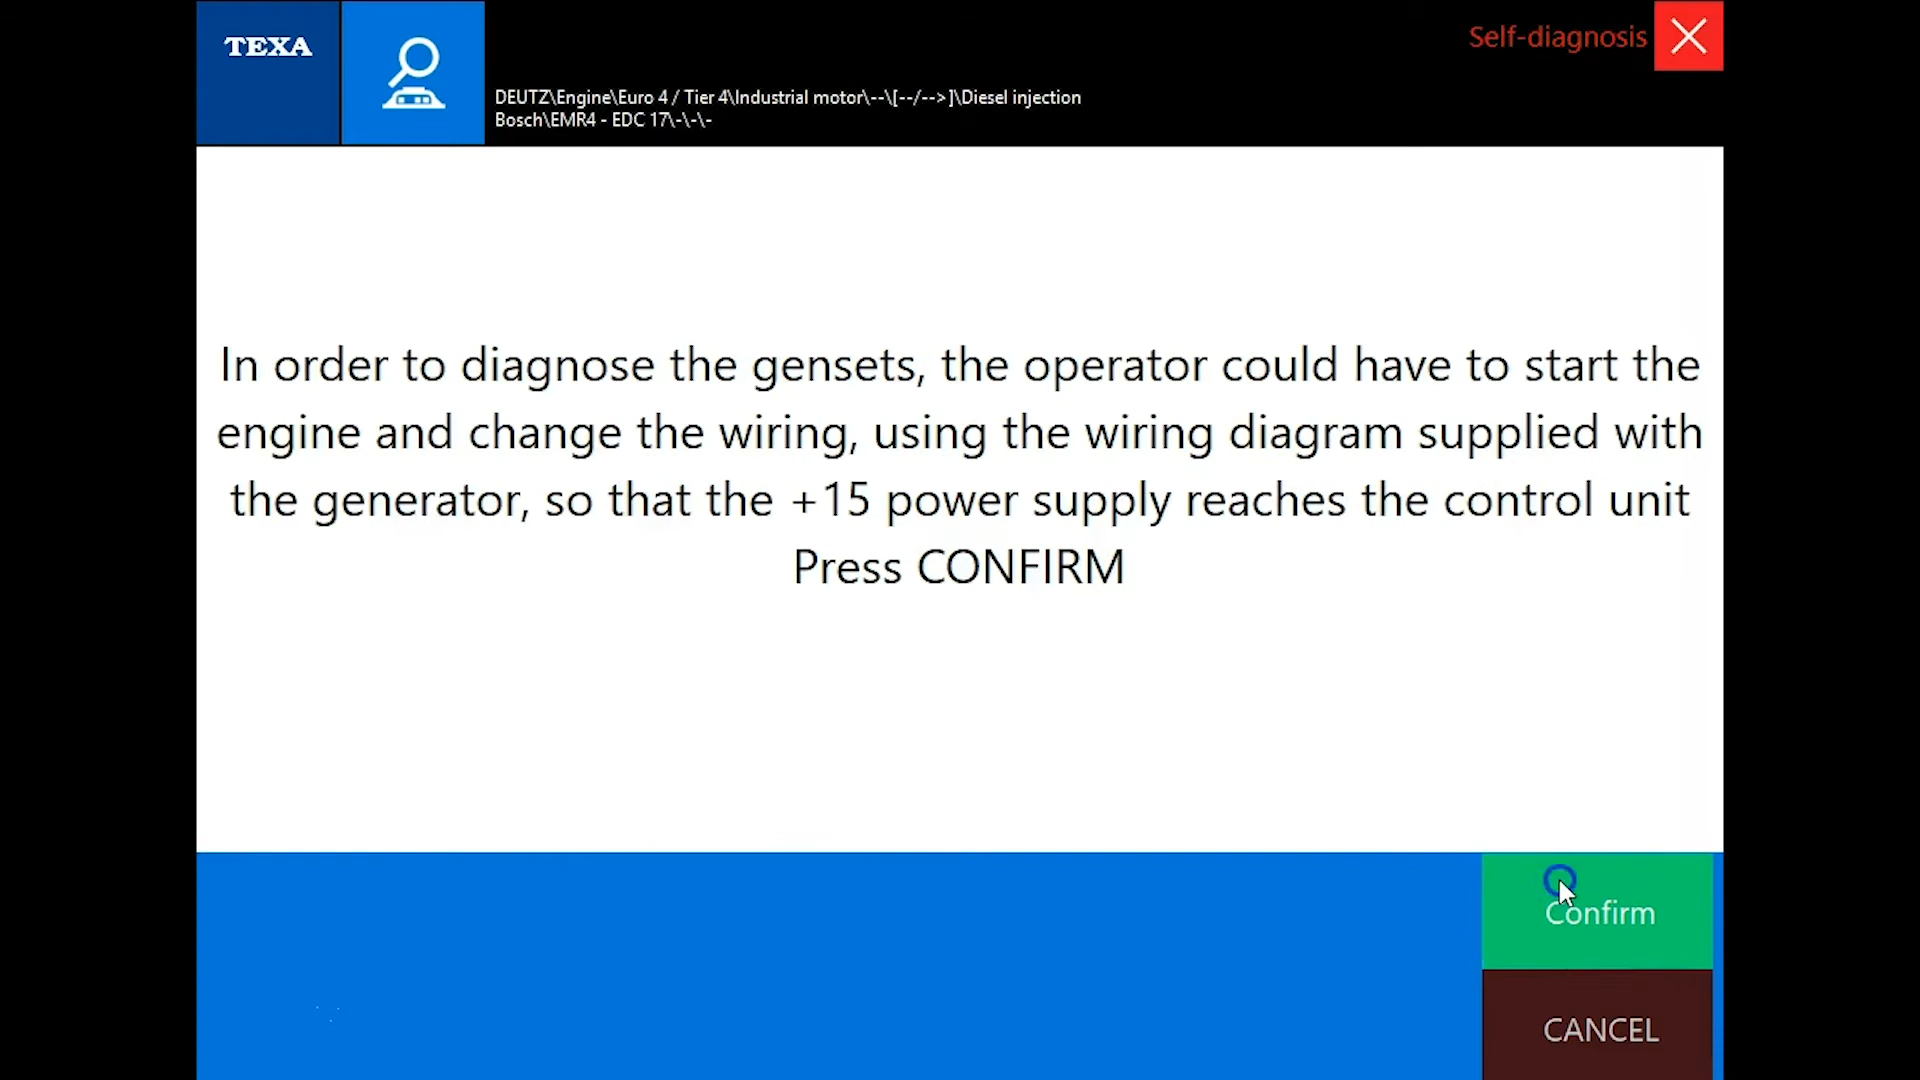 TEXA
Self-diagnosis
DEUTZ\Engine\Euro 4 / Tier 4\Industrial motor\--\[--/-->]\Diesel injection
Bosch\EMR4 - EDC 17\-\-\-
In order to diagnose the gensets, the operator could have to start the
engine and change the wiring, using the wiring diagram supplied with
the generator, so that the +15 power supply reaches the control unit
Press CONFIRM
Confirm
CANCEL